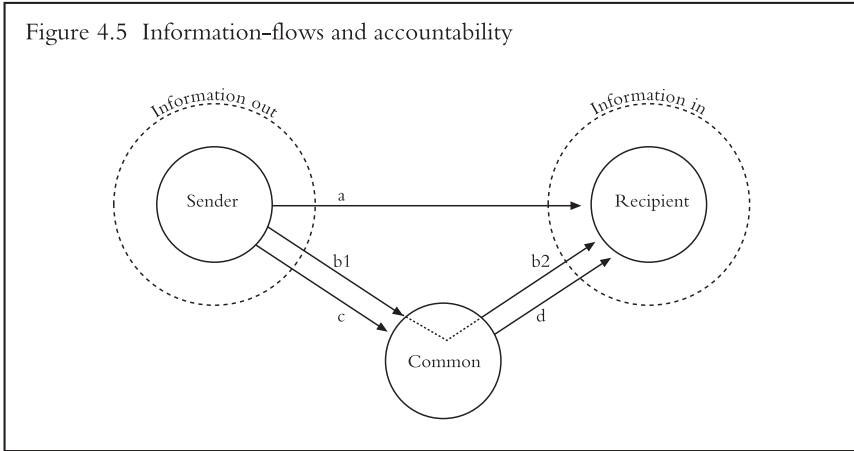 Figure 4.5 Information-flows and accountability
Information out
Information in
Sender
a
Recipient
b1
b2
c
d
Common